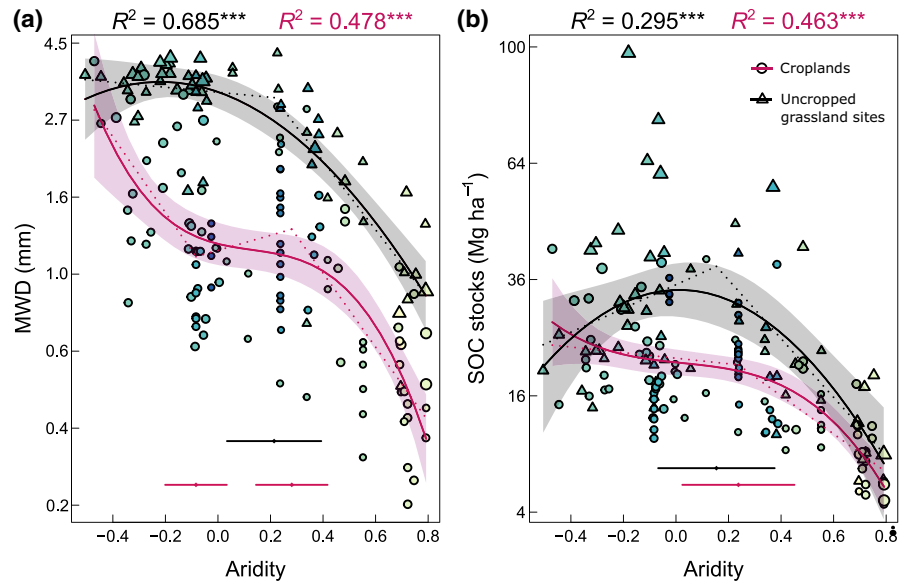 (a) R² = 0.685*** R² = 0.478***
(b) R² = 0.295*** R² = 0.463***
MWD (mm)
4.5
2.7
1.6
1.0
0.6
0.4
0.2
−0.4 −0.2 0.0 0.2 0.4 0.6 0.8
Aridity
SOC stocks (Mg ha⁻¹)
100
64
36
16
4
Croplands
Uncropped
grassland sites
−0.4 −0.2 0.0 0.2 0.4 0.6 0.8
Aridity